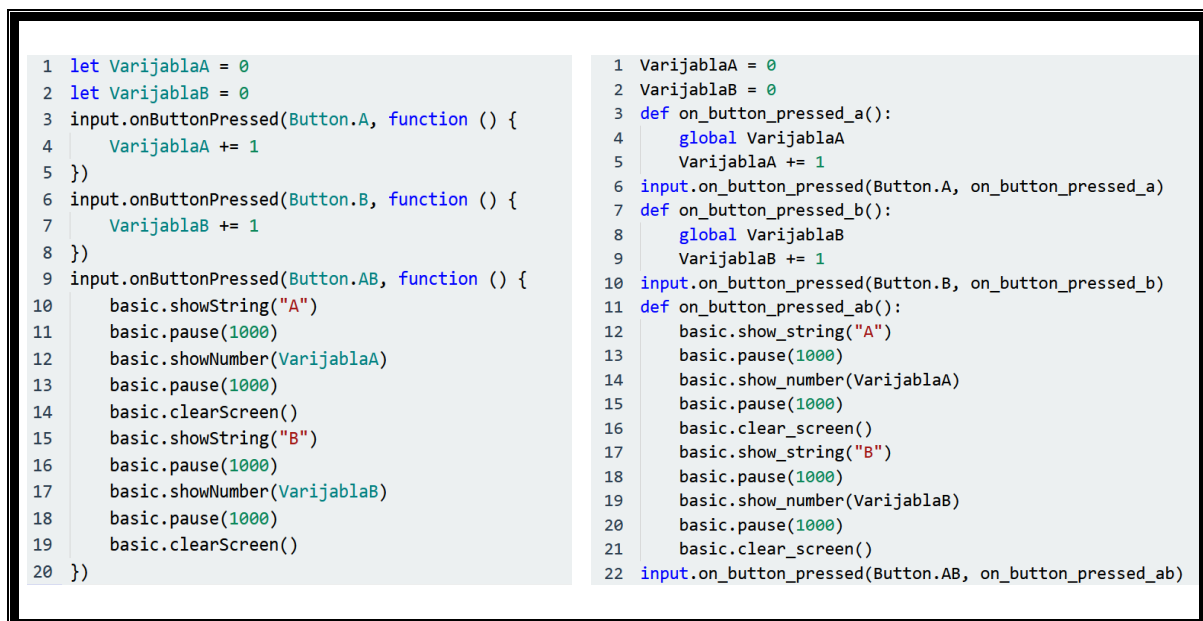 1 let VarijablaA = 0
2 let VarijablaB = 0
3 input.onButtonPressed(Button.A, function () {
4     VarijablaA += 1
5 })
6 input.onButtonPressed(Button.B, function () {
7     VarijablaB += 1
8 })
9 input.onButtonPressed(Button.AB, function () {
10     basic.showString("A")
11     basic.pause(1000)
12     basic.showNumber(VarijablaA)
13     basic.pause(1000)
14     basic.clearScreen()
15     basic.showString("B")
16     basic.pause(1000)
17     basic.showNumber(VarijablaB)
18     basic.pause(1000)
19     basic.clearScreen()
20 })
1 VarijablaA = 0
2 VarijablaB = 0
3 def on_button_pressed_a():
4     global VarijablaA
5     VarijablaA += 1
6 input.on_button_pressed(Button.A, on_button_pressed_a)
7 def on_button_pressed_b():
8     global VarijablaB
9     VarijablaB += 1
10 input.on_button_pressed(Button.B, on_button_pressed_b)
11 def on_button_pressed_ab():
12     basic.show_string("A")
13     basic.pause(1000)
14     basic.show_number(VarijablaA)
15     basic.pause(1000)
16     basic.clear_screen()
17     basic.show_string("B")
18     basic.pause(1000)
19     basic.show_number(VarijablaB)
20     basic.pause(1000)
21     basic.clear_screen()
22 input.on_button_pressed(Button.AB, on_button_pressed_ab)